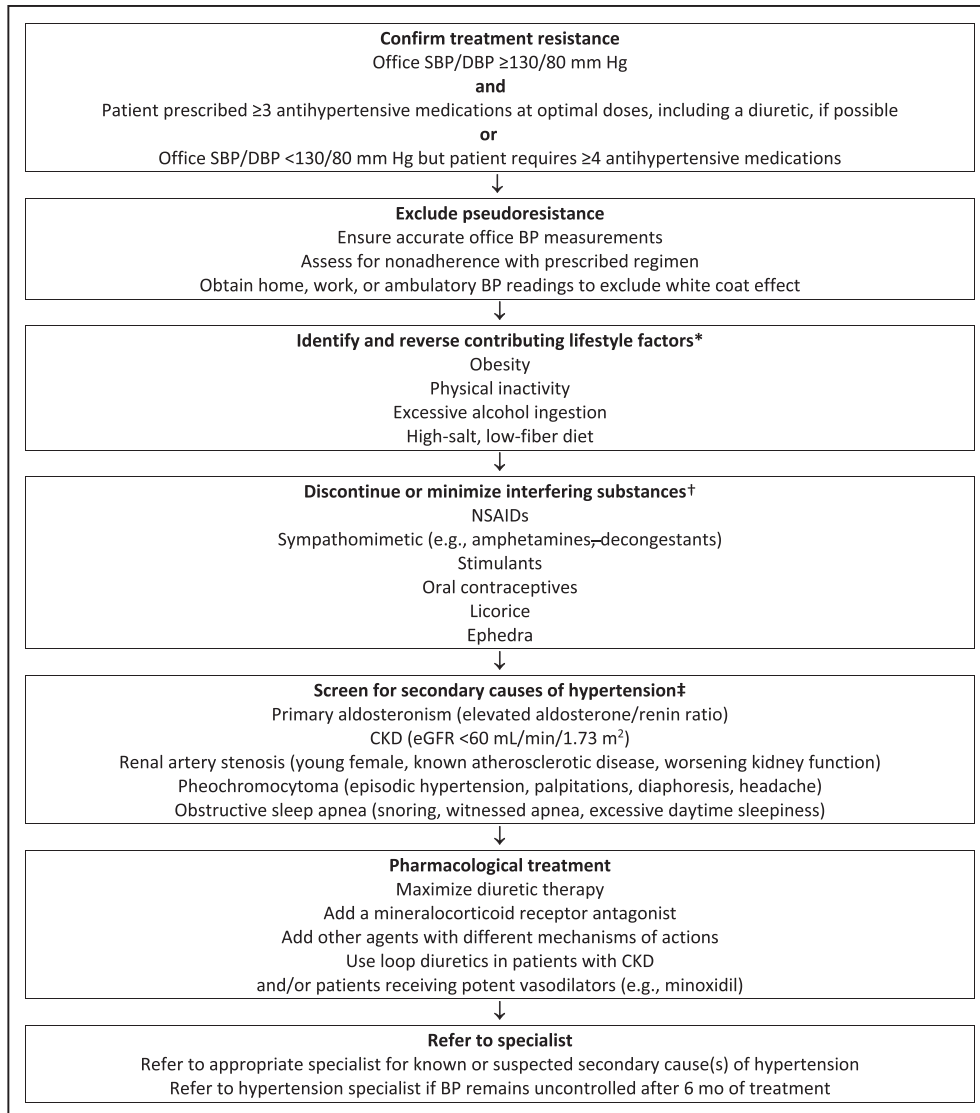 Confirm treatment resistance
Office SBP/DBP ≥130/80 mm Hg
and
Patient prescribed ≥3 antihypertensive medications at optimal doses, including a diuretic, if possible
or
Office SBP/DBP <130/80 mm Hg but patient requires ≥4 antihypertensive medications
↓
Exclude pseudoresistance
Ensure accurate office BP measurements
Assess for nonadherence with prescribed regimen
Obtain home, work, or ambulatory BP readings to exclude white coat effect
↓
Identify and reverse contributing lifestyle factors*
Obesity
Physical inactivity
Excessive alcohol ingestion
High-salt, low-fiber diet
↓
Discontinue or minimize interfering substances†
NSAIDs
Sympathomimetic (e.g., amphetamines, decongestants)
Stimulants
Oral contraceptives
Licorice
Ephedra
↓
Screen for secondary causes of hypertension‡
Primary aldosteronism (elevated aldosterone/renin ratio)
CKD (eGFR <60 mL/min/1.73 m²)
Renal artery stenosis (young female, known atherosclerotic disease, worsening kidney function)
Pheochromocytoma (episodic hypertension, palpitations, diaphoresis, headache)
Obstructive sleep apnea (snoring, witnessed apnea, excessive daytime sleepiness)
↓
Pharmacological treatment
Maximize diuretic therapy
Add a mineralocorticoid receptor antagonist
Add other agents with different mechanisms of actions
Use loop diuretics in patients with CKD
and/or patients receiving potent vasodilators (e.g., minoxidil)
↓
Refer to specialist
Refer to appropriate specialist for known or suspected secondary cause(s) of hypertension
Refer to hypertension specialist if BP remains uncontrolled after 6 mo of treatment